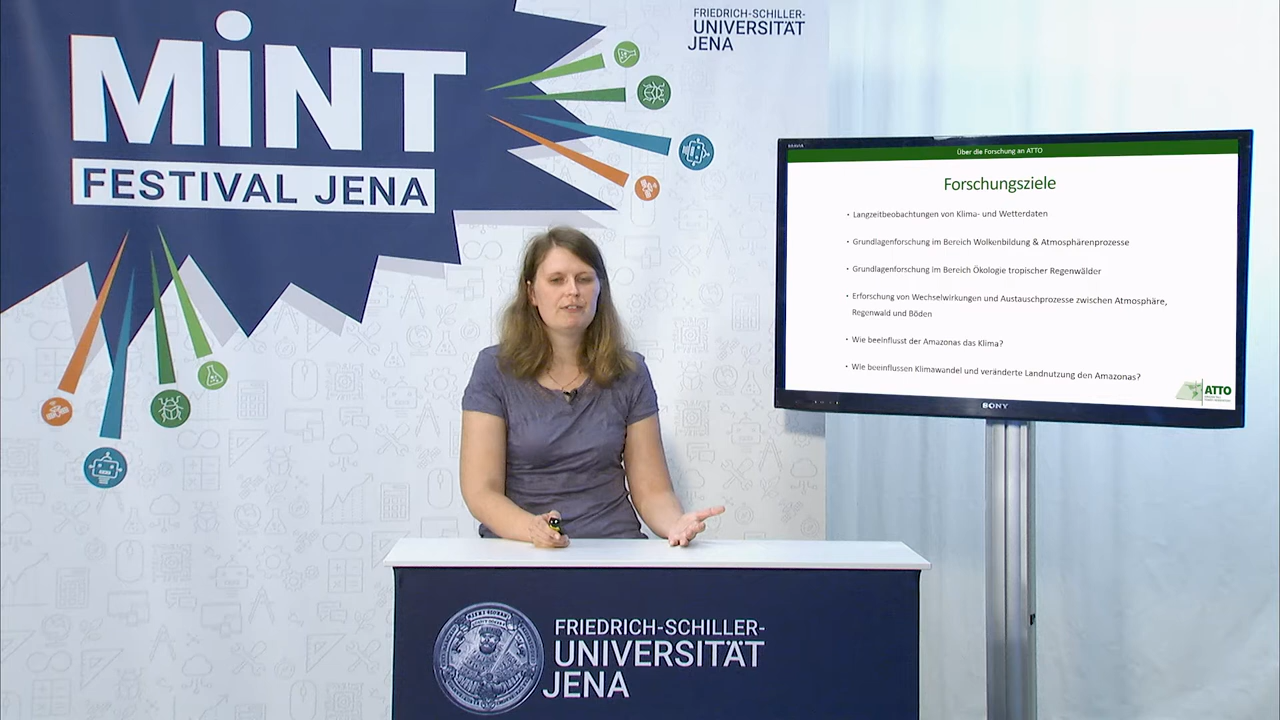 MiNT
FESTIVAL JENA
FRIEDRICH-SCHILLER-
UNIVERSITÄT
JENA
Über die Forschung an ATTO
Forschungsziele
• Langzeitbeobachtungen von Klima- und Wetterdaten
• Grundlagenforschung im Bereich Wolkenbildung & Atmosphärenprozesse
• Grundlagenforschung im Bereich Ökologie tropischer Regenwälder
• Erforschung von Wechselwirkungen und Austauschprozesse zwischen Atmosphäre,
Regenwald und Böden
• Wie beeinflusst der Amazonas das Klima?
• Wie beeinflussen Klimawandel und veränderte Landnutzung den Amazonas?
ATTO
SONY
FRIEDRICH-SCHILLER-
UNIVERSITÄT
JENA